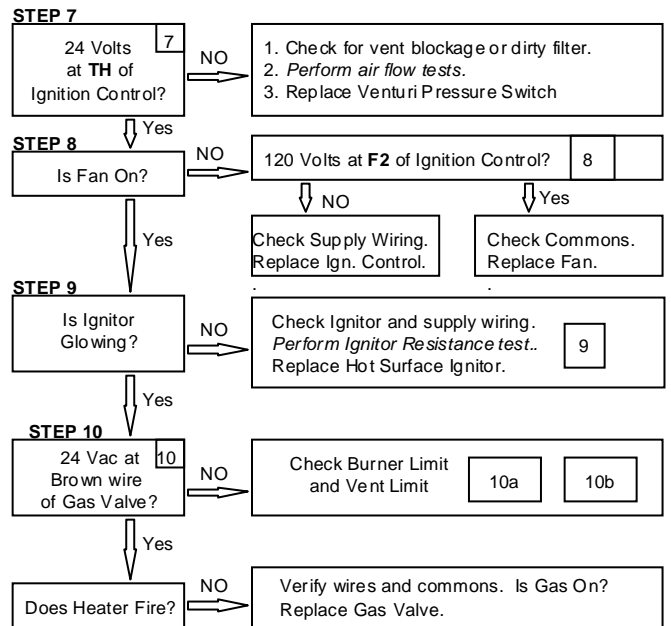 STEP 7
24 Volts
at TH of
Ignition Control?
7
NO
1. Check for vent blockage or dirty filter.
2. Perform air flow tests.
3. Replace Venturi Pressure Switch
Yes
STEP 8
Is Fan On?
NO
120 Volts at F2 of Ignition Control?
8
NO
Yes
Check Supply Wiring.
Replace Ign. Control.
.
Check Commons.
Replace Fan.
.
Yes
STEP 9
Is Ignitor
Glowing?
NO
Check Ignitor and supply wiring.
Perform Ignitor Resistance test..
Replace Hot Surface Ignitor.
9
Yes
STEP 10
24 Vac at
Brown wire
of Gas Valve?
10
NO
Check Burner Limit
and Vent Limit
10a
10b
Yes
Does Heater Fire?
NO
Verify wires and commons. Is Gas On?
Replace Gas Valve.